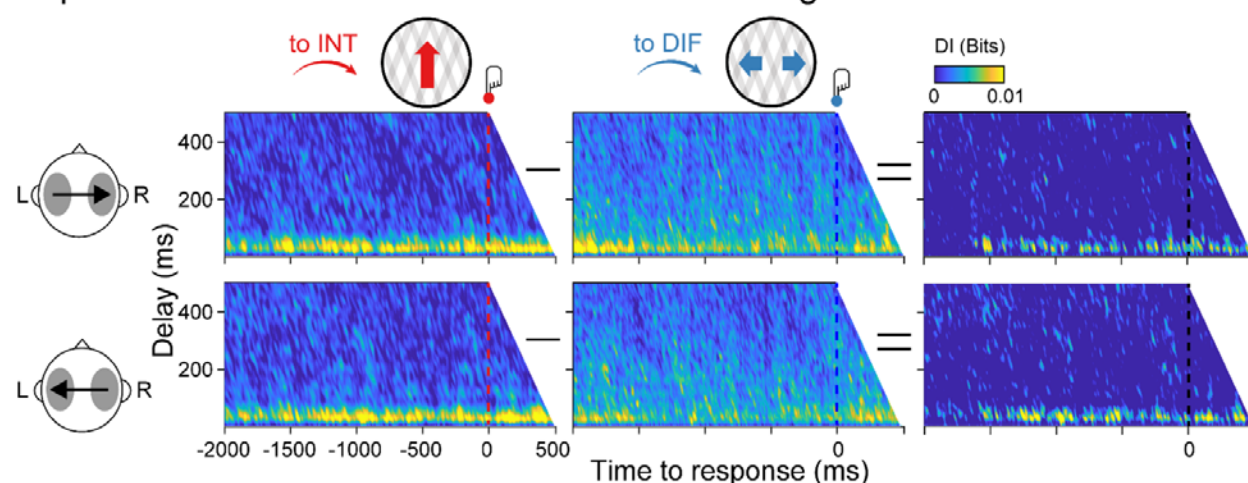 to INT
to DIF
DI (Bits)
0 0.01
400
200
L R
400
200
L R
Delay (ms)
-2000 -1500 -1000 -500 0 500
0
0
Time to response (ms)